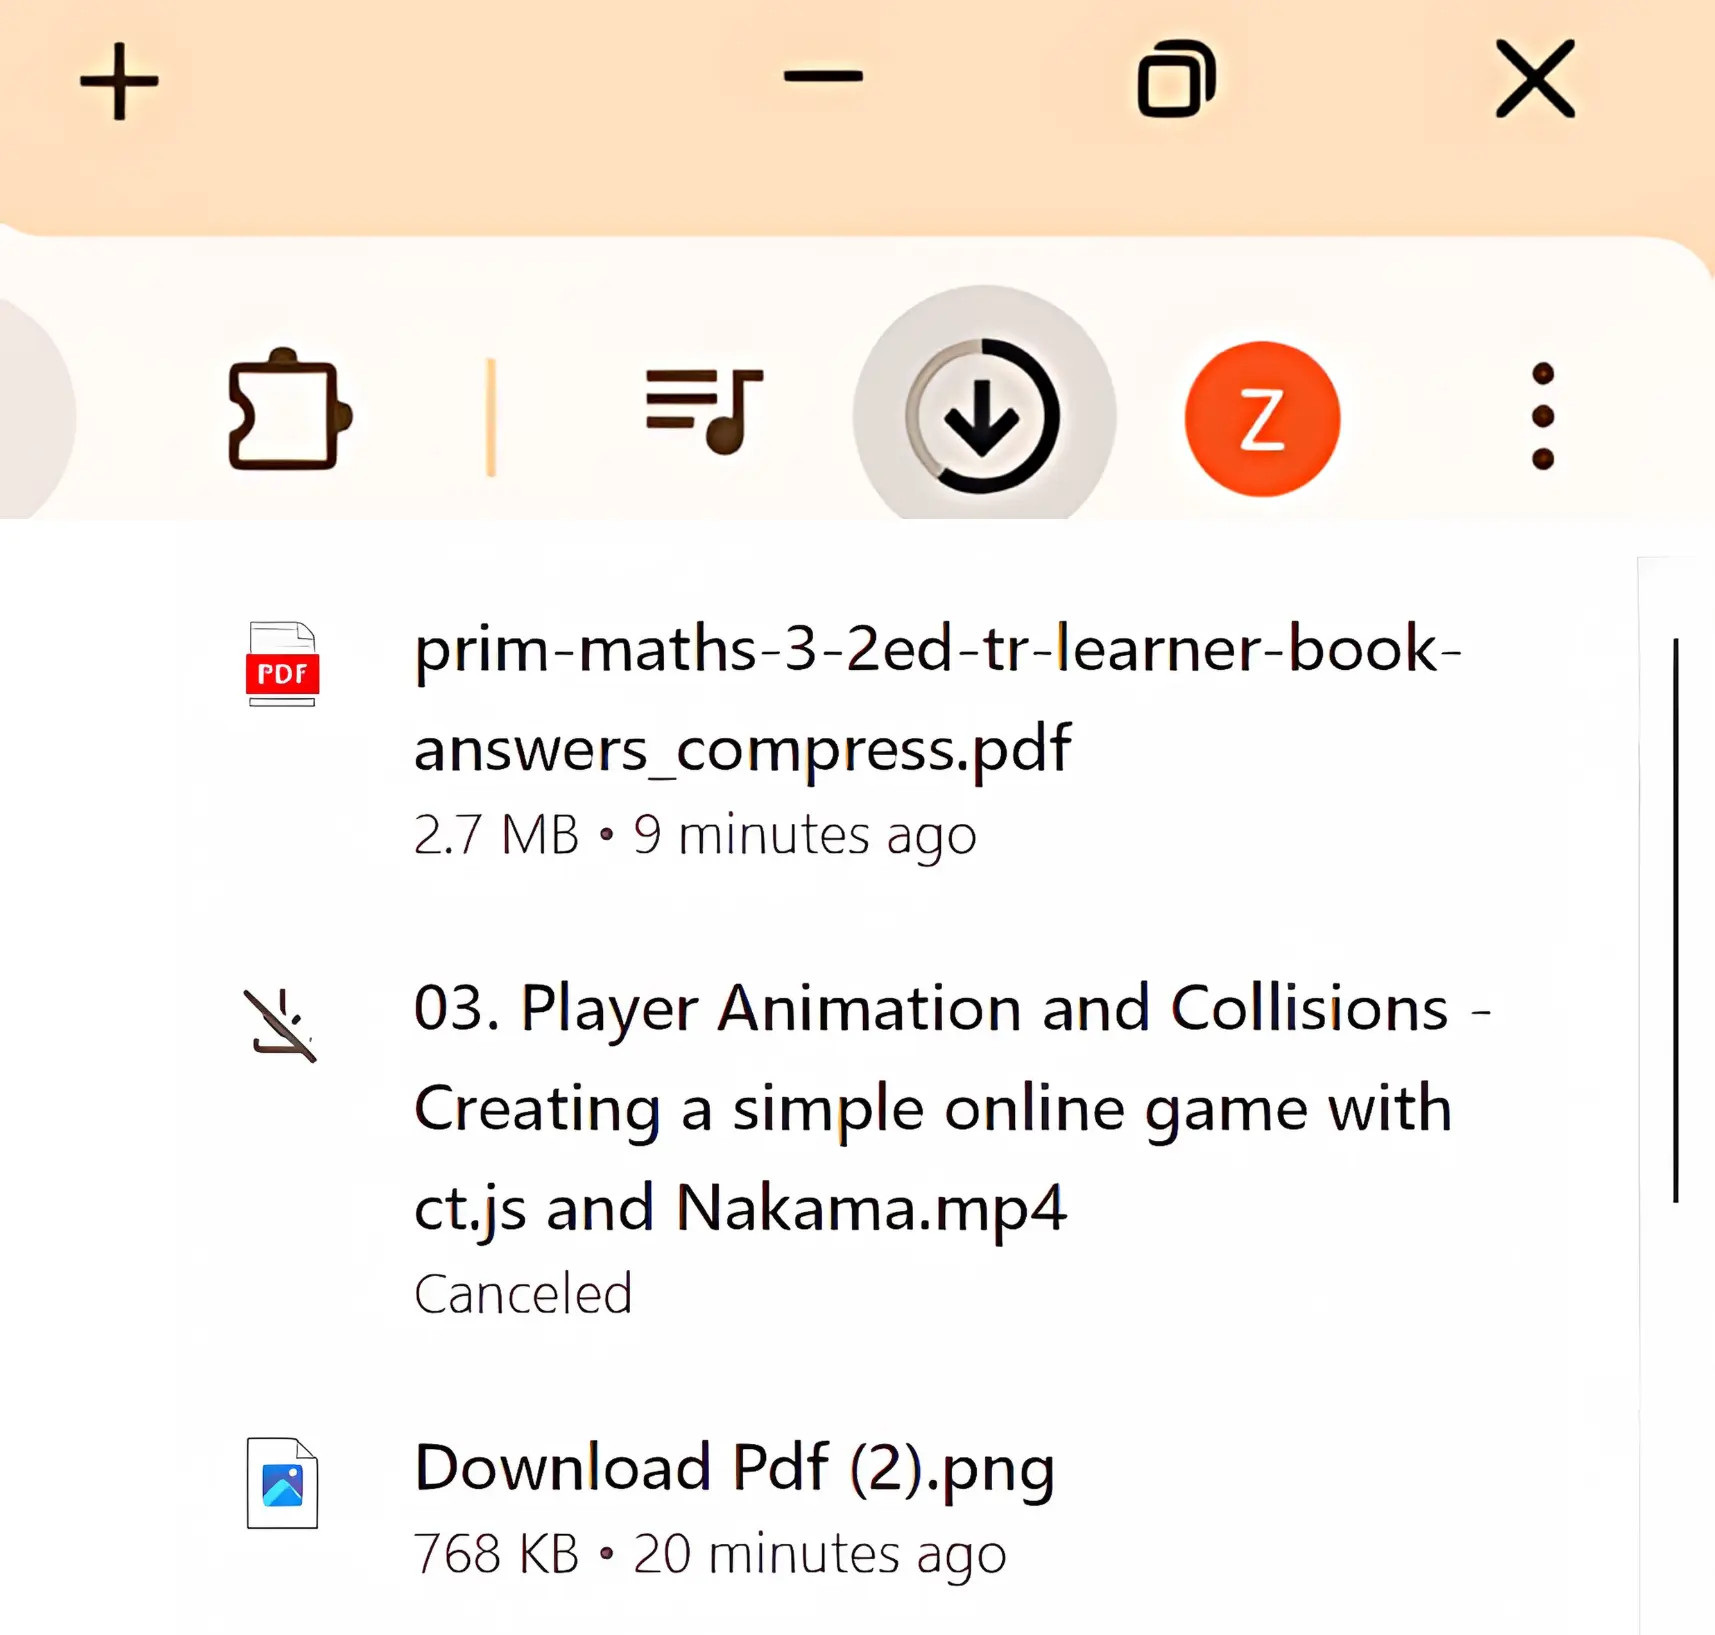 Z
PDF
prim-maths-3-2ed-tr-learner-book-
answers_compress.pdf
2.7 MB • 9 minutes ago
03. Player Animation and Collisions -
Creating a simple online game with
ct.js and Nakama.mp4
Canceled
Download Pdf (2).png
768 KB • 20 minutes ago